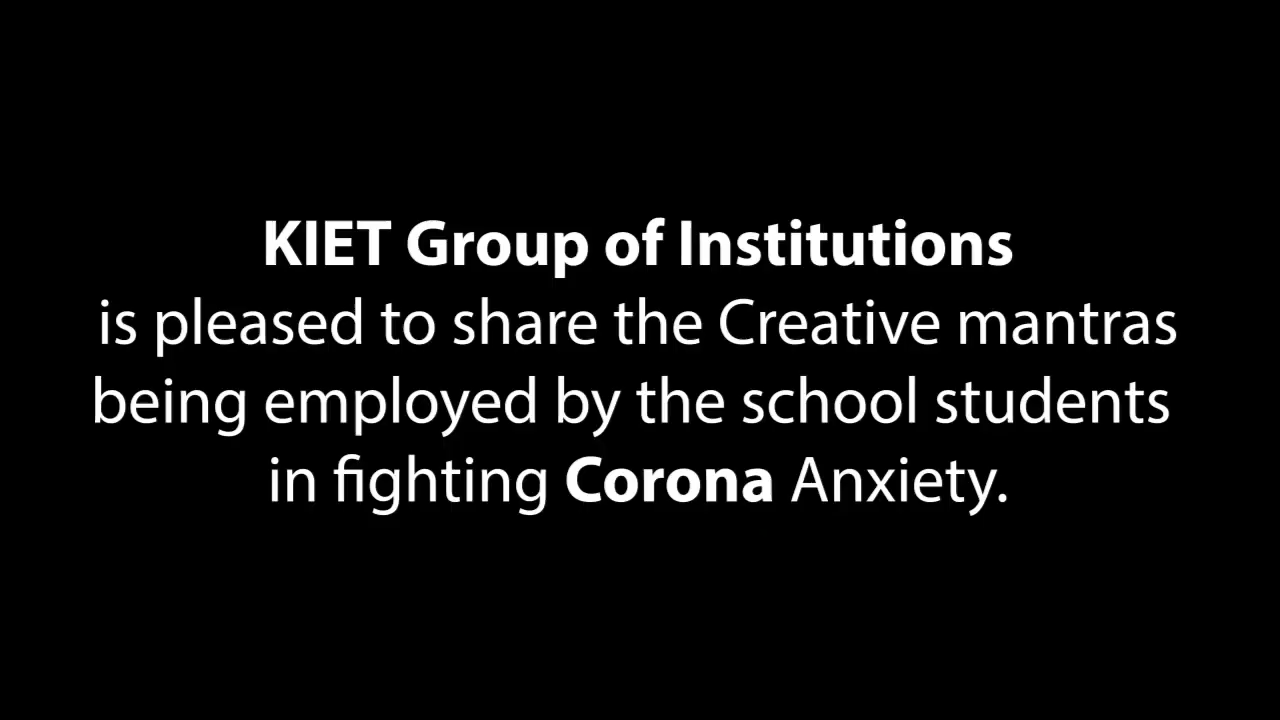 KIET Group of Institutions
is pleased to share the Creative mantras
being employed by the school students
in fighting Corona Anxiety.